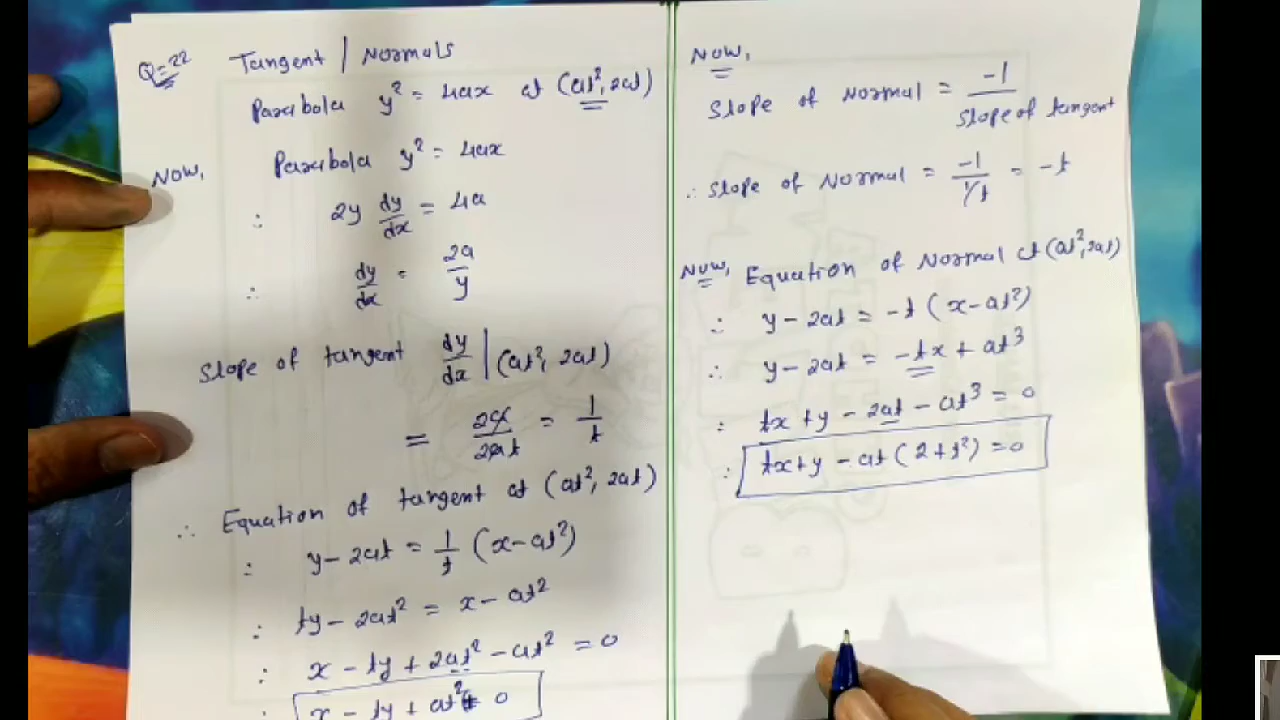 Q-22 Tangent | Normals
Parabola y² = 4ax at (at², 2at)
Now, Parabola y² = 4ax
∴ 2y dy/dx = 4a
∴ dy/dx = 2a/y
Slope of tangent dy/dx | (at², 2at)
= 2a/2at = 1/t
∴ Equation of tangent at (at², 2at)
∴ y - 2at = 1/t (x - at²)
∴ ty - 2at² = x - at²
∴ x - ty + 2at² - at² = 0
∴ x - ty + at² = 0
Now,
Slope of Normal = -1/Slope of tangent
∴ Slope of Normal = -1/1/t = -t
Now, Equation of Normal at (at², 2at)
∴ y - 2at = -t (x - at²)
∴ y - 2at = -tx + at³
∴ tx + y - 2at - at³ = 0
∴ tx + y - at (2 + t²) = 0